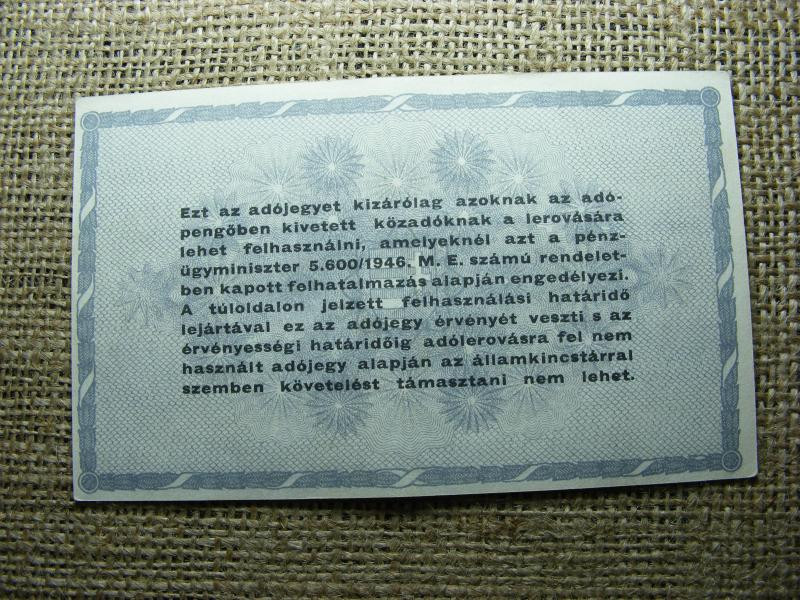 Ezt az adójegyet kizárólag azoknak az adó-
pengőben kivetett közadóknak a lerovására
lehet felhasználni, amelyeknél azt a pénz-
ügyminiszter 5.600/1946. M. E. számú rendelet-
ben kapott felhatalmazás alapján engedélyezi.
A túloldalon jelzett felhasználási határidő
lejártával ez az adójegy érvényét veszti s az
érvényességi határidőig adólerovásra fel nem
használt adójegy alapján az államkincstárral
szemben követelést támasztani nem lehet.